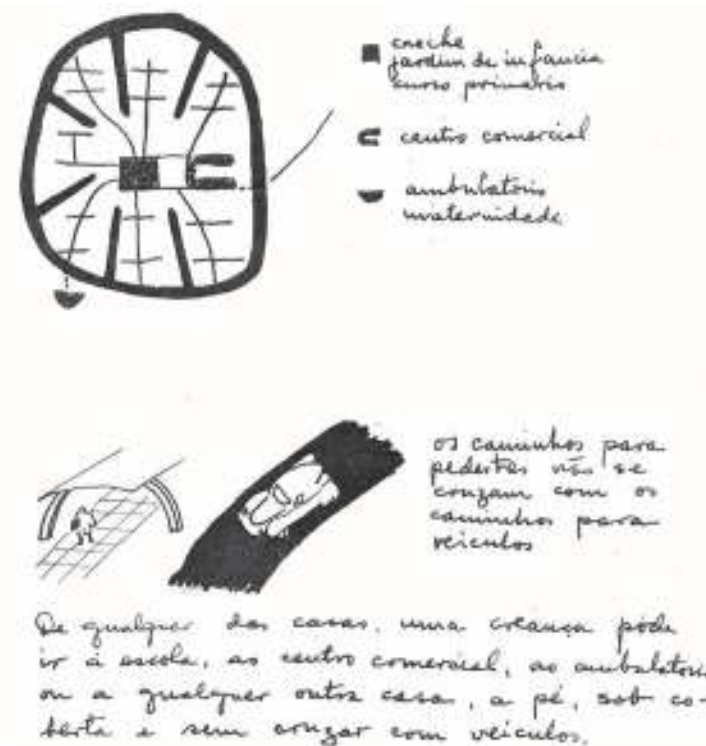 creche
jardim de infancia
curso primario
centro comercial
ambulatorio
maternidade
os caminhos para
pedestres não se
cruzam com os
caminhos para
veiculos
De qualquer das casas, uma creança póde
ir á escola, ao centro comercial, ao ambulatorio
ou a qualquer outra casa, a pé, sob co-
berta e sem cruzar com veiculos.